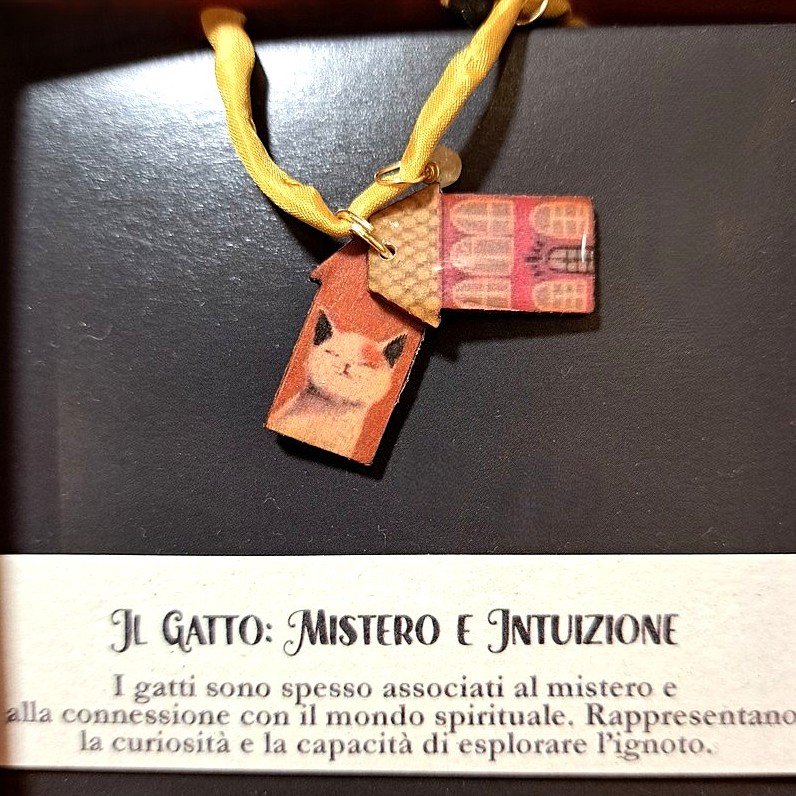 Il Gatto: Mistero e Intuizione
I gatti sono spesso associati al mistero e
alla connessione con il mondo spirituale. Rappresentano
la curiosità e la capacità di esplorare l'ignoto.